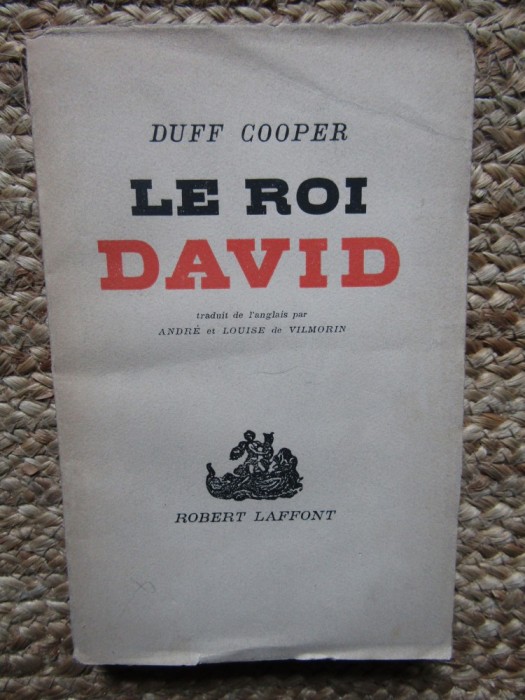 DUFF COOPER
LE ROI
DAVID
traduit de l'anglais par
ANDRÉ et LOUISE de VILMORIN
ROBERT LAFFONT